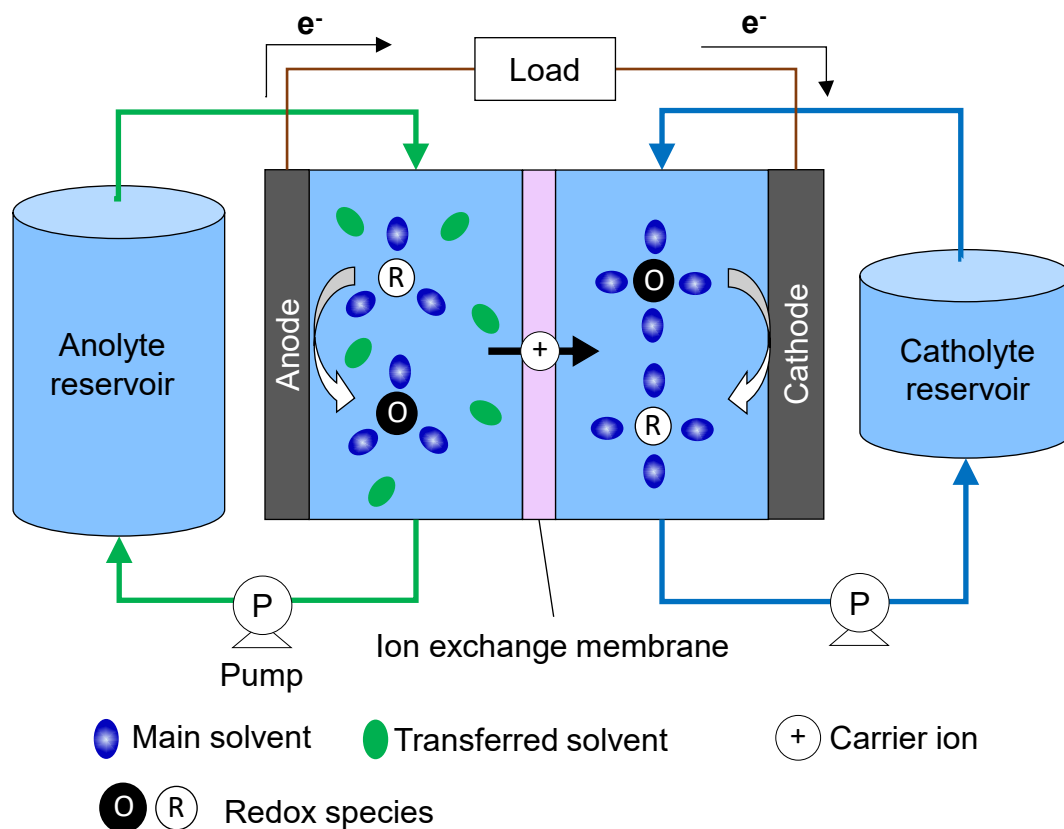 e-
e-
Load
Anolyte
reservoir
Anode
R
O
+
O
R
Cathode
Catholyte
reservoir
P
Pump
P
Ion exchange membrane
Main solvent
Transferred solvent
+ Carrier ion
O R Redox species